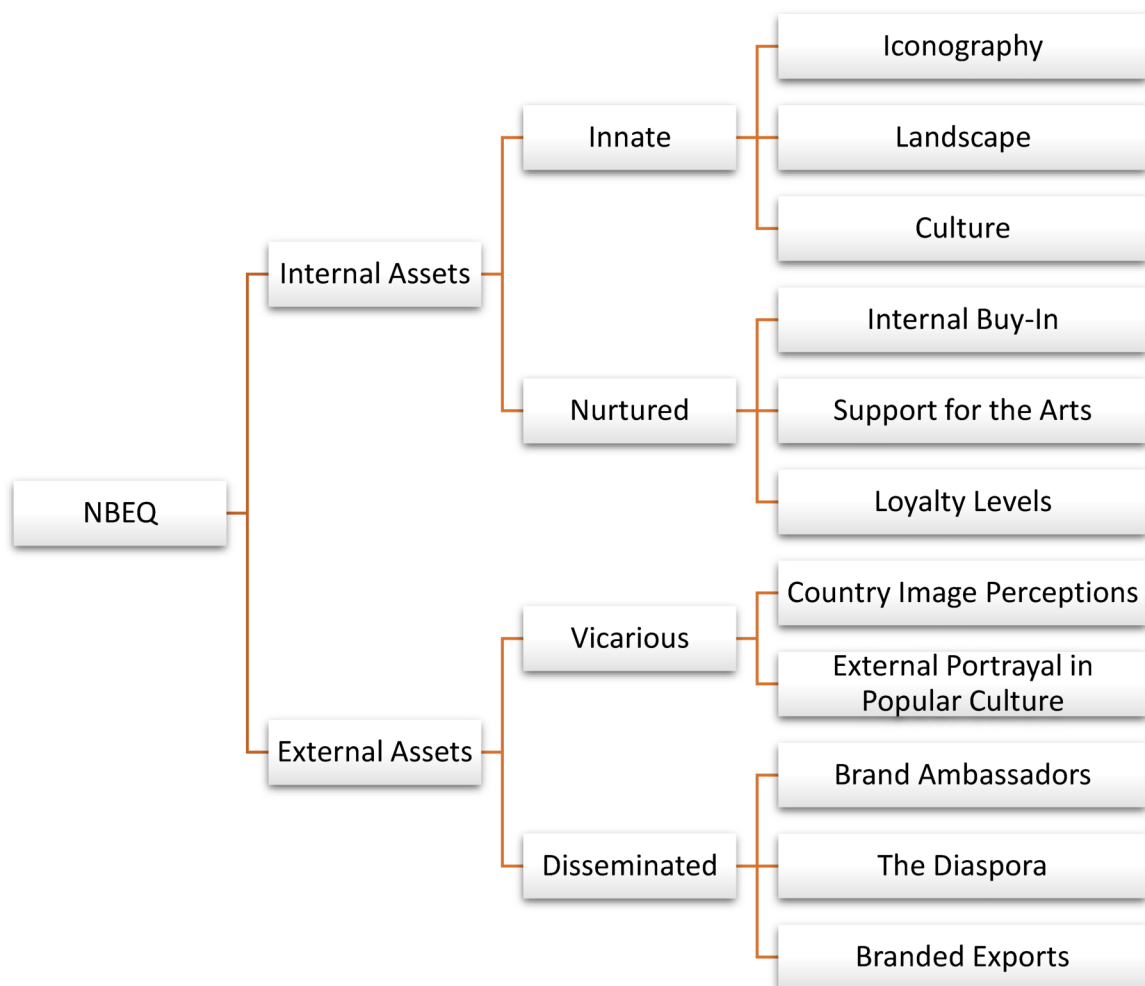 Iconography
Innate
Landscape
Culture
Internal Assets
Internal Buy-In
Nurtured
Support for the Arts
Loyalty Levels
NBEQ
Country Image Perceptions
Vicarious
External Portrayal in
Popular Culture
External Assets
Brand Ambassadors
Disseminated
The Diaspora
Branded Exports